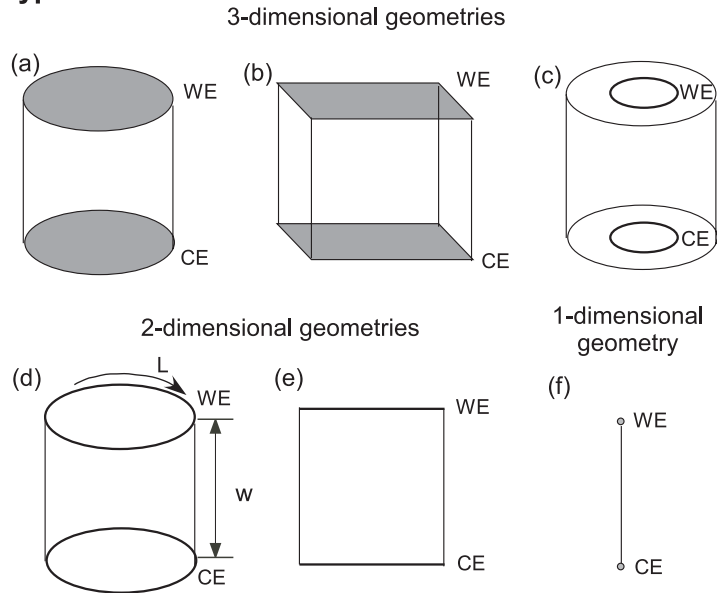 3-dimensional geometries
(a)
WE
CE
(b)
WE
CE
(c)
WE
CE
2-dimensional geometries
1-dimensional
geometry
(d)
L
WE
w
CE
(e)
WE
CE
(f)
WE
CE